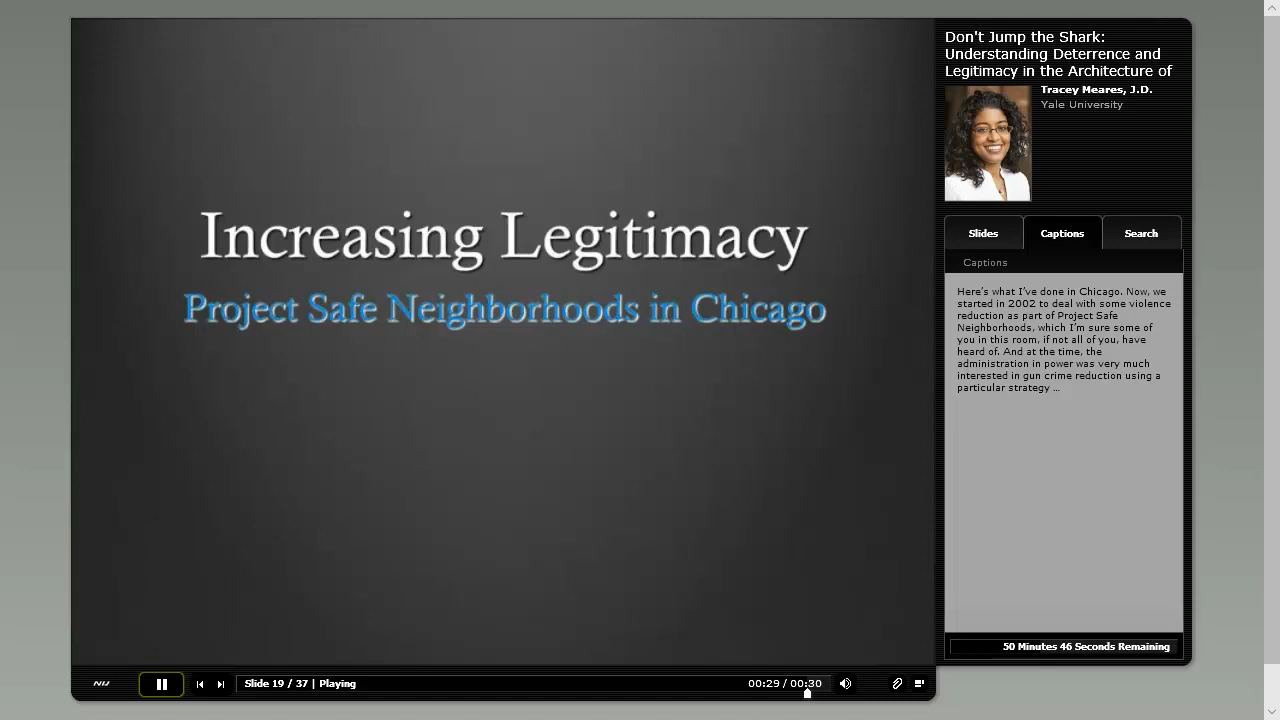 Increasing Legitimacy
Project Safe Neighborhoods in Chicago
Don't Jump the Shark:
Understanding Deterrence and
Legitimacy in the Architecture of
Tracey Meares, J.D.
Yale University
Slides
Captions
Search
Captions
Here's what I've done in Chicago. Now, we
started in 2002 to deal with some violence
reduction as part of Project Safe
Neighborhoods, which I'm sure some of
you in this room, if not all of you, have
heard of. And at the time, the
administration in power was very much
interested in gun crime reduction using a
particular strategy ...
50 Minutes 46 Seconds Remaining
Slide 19 / 37 | Playing
00:29 / 00:30